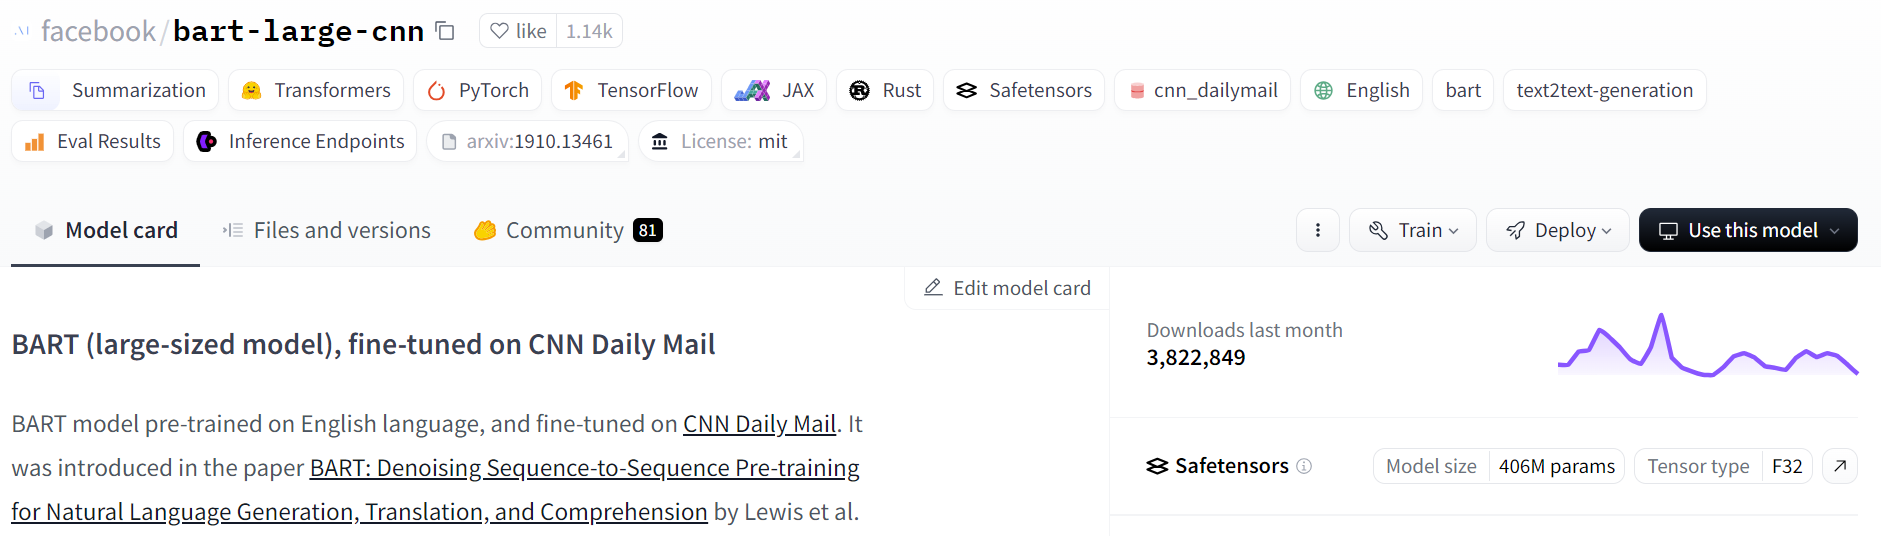 facebook/bart-large-cnn like 1.14k
Summarization Transformers PyTorch TensorFlow JAX Rust Safetensors cnn_dailymail English bart text2text-generation
Eval Results Inference Endpoints arxiv:1910.13461 License: mit
Model card Files and versions Community 81 Train Deploy Use this model
Edit model card
BART (large-sized model), fine-tuned on CNN Daily Mail
BART model pre-trained on English language, and fine-tuned on CNN Daily Mail. It
was introduced in the paper BART: Denoising Sequence-to-Sequence Pre-training
for Natural Language Generation, Translation, and Comprehension by Lewis et al.
Downloads last month
3,822,849
Safetensors Model size 406M params Tensor type F32